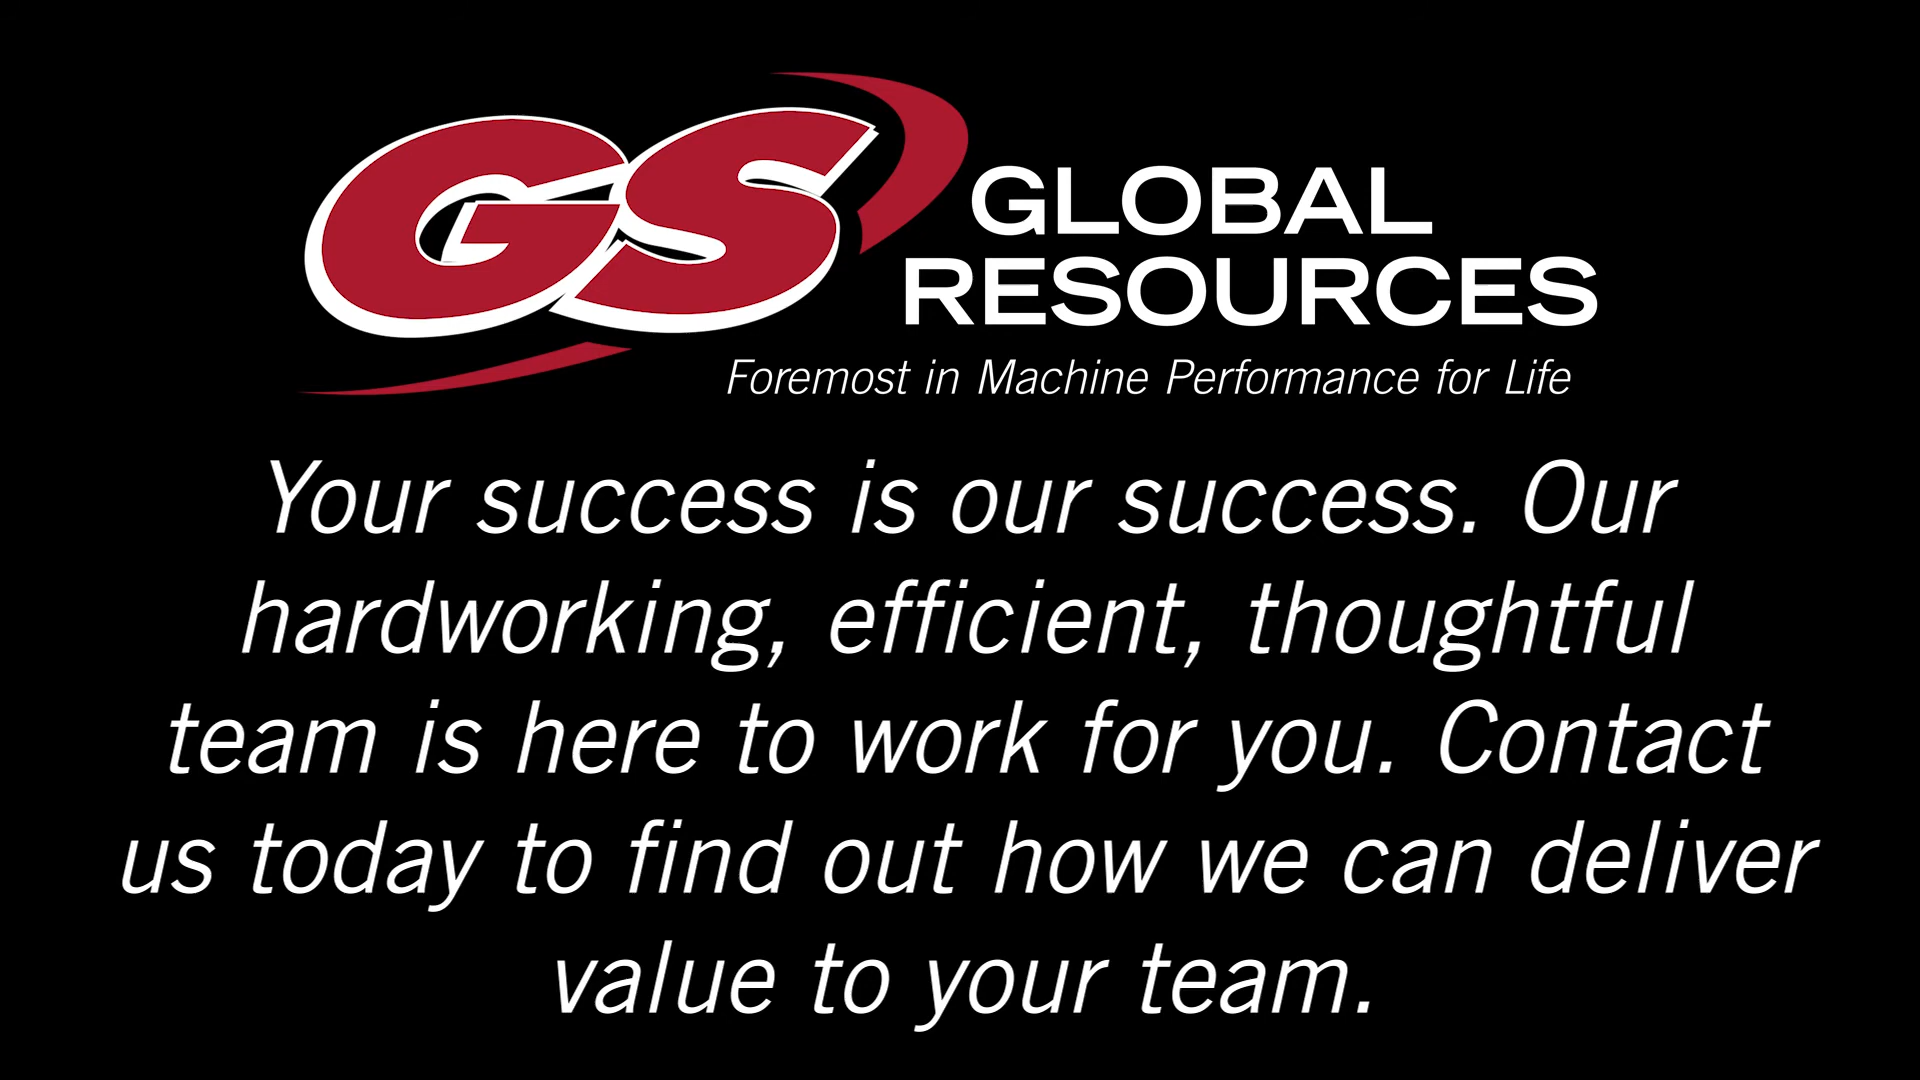 GS GLOBAL
RESOURCES
Foremost in Machine Performance for Life
Your success is our success. Our
hardworking, efficient, thoughtful
team is here to work for you. Contact
us today to find out how we can deliver
value to your team.